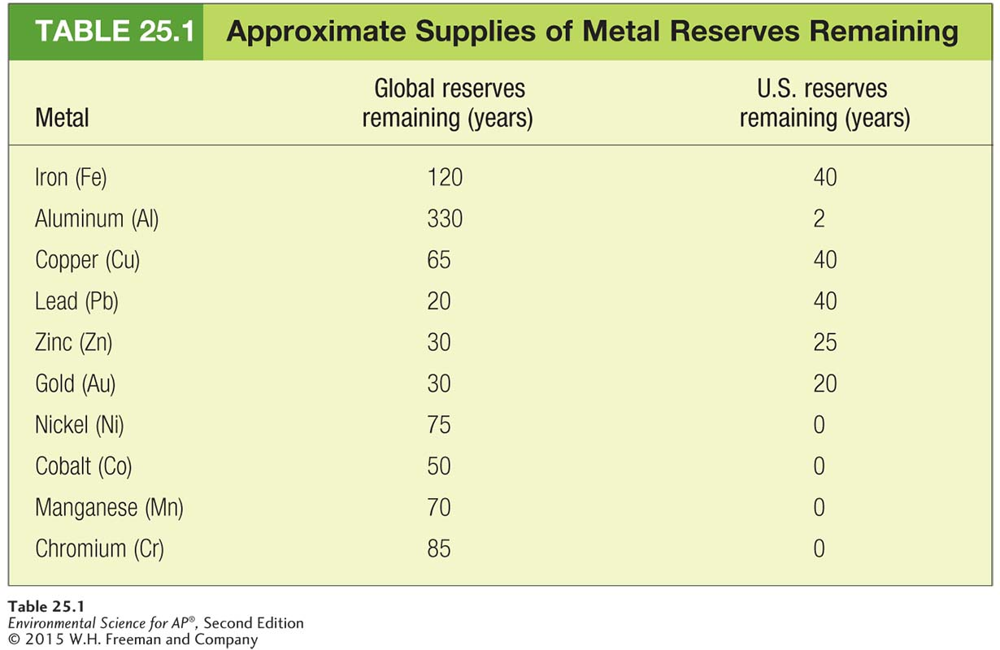 TABLE 25.1 Approximate Supplies of Metal Reserves Remaining
Metal Global reserves remaining (years) U.S. reserves remaining (years)
Iron (Fe) 120 40
Aluminum (Al) 330 2
Copper (Cu) 65 40
Lead (Pb) 20 40
Zinc (Zn) 30 25
Gold (Au) 30 20
Nickel (Ni) 75 0
Cobalt (Co) 50 0
Manganese (Mn) 70 0
Chromium (Cr) 85 0
Table 25.1
Environmental Science for AP®, Second Edition
© 2015 W.H. Freeman and Company